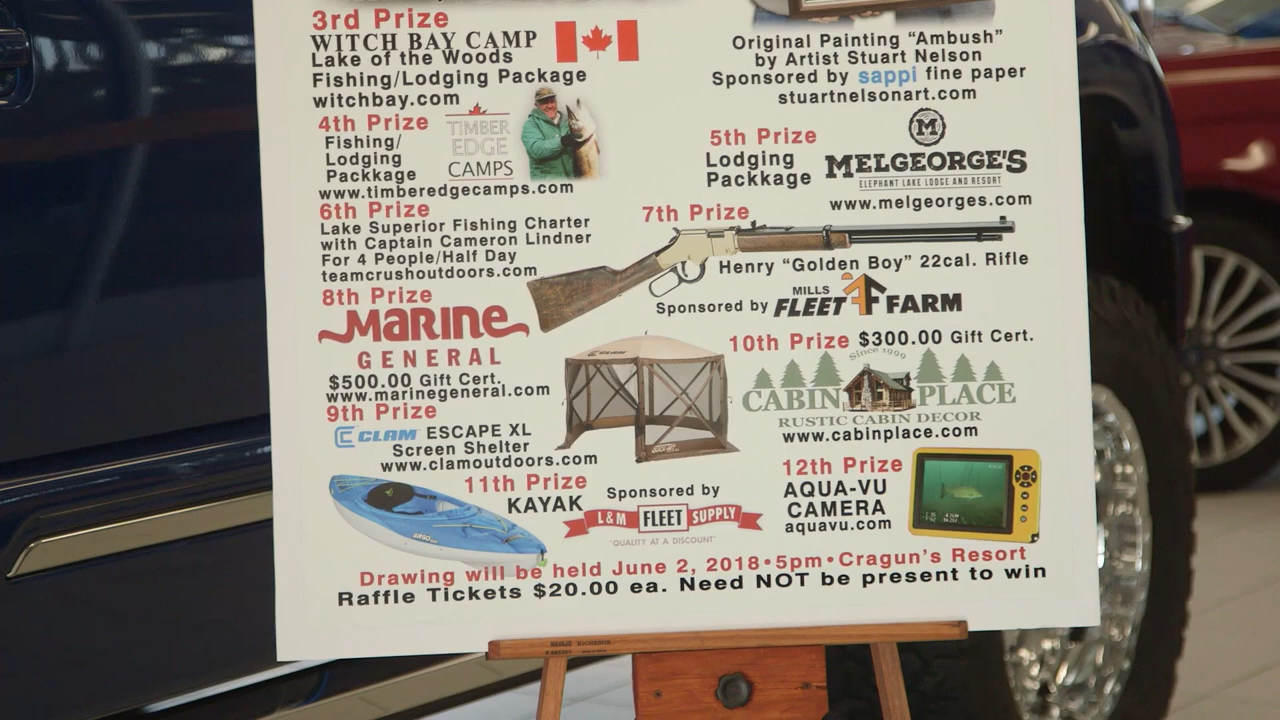 3rd Prize
WITCH BAY CAMP
Lake of the Woods
Fishing/Lodging Package
witchbay.com
Original Painting “Ambush”
by Artist Stuart Nelson
Sponsored by sappi fine paper
stuartnelsonart.com
4th Prize
Fishing/
Lodging
Packkage
TIMBER
EDGE
CAMPS
www.timberedgecamps.com
5th Prize
Lodging
Packkage
M
MELGEORGE'S
ELEPHANT LAKE LODGE AND RESORT
www.melgeorges.com
6th Prize
Lake Superior Fishing Charter
with Captain Cameron Lindner
For 4 People/Half Day
teamcrushoutdoors.com
7th Prize
Henry “Golden Boy” 22cal. Rifle
Sponsored by MILLS FLEET FARM
8th Prize
Marine
GENERAL
$500.00 Gift Cert.
www.marinegeneral.com
CLAM
10th Prize $300.00 Gift Cert.
Since 1999
CABIN PLACE
RUSTIC CABIN DECOR
www.cabinplace.com
9th Prize
CLAM ESCAPE XL
Screen Shelter
www.clamoutdoors.com
11th Prize
KAYAK
ARGO
Sponsored by
L&M FLEET SUPPLY
"QUALITY AT A DISCOUNT"
12th Prize
AQUA-VU
CAMERA
aquavu.com
Drawing will be held June 2, 2018•5pm•Cragun's Resort
Raffle Tickets $20.00 ea. Need NOT be present to win